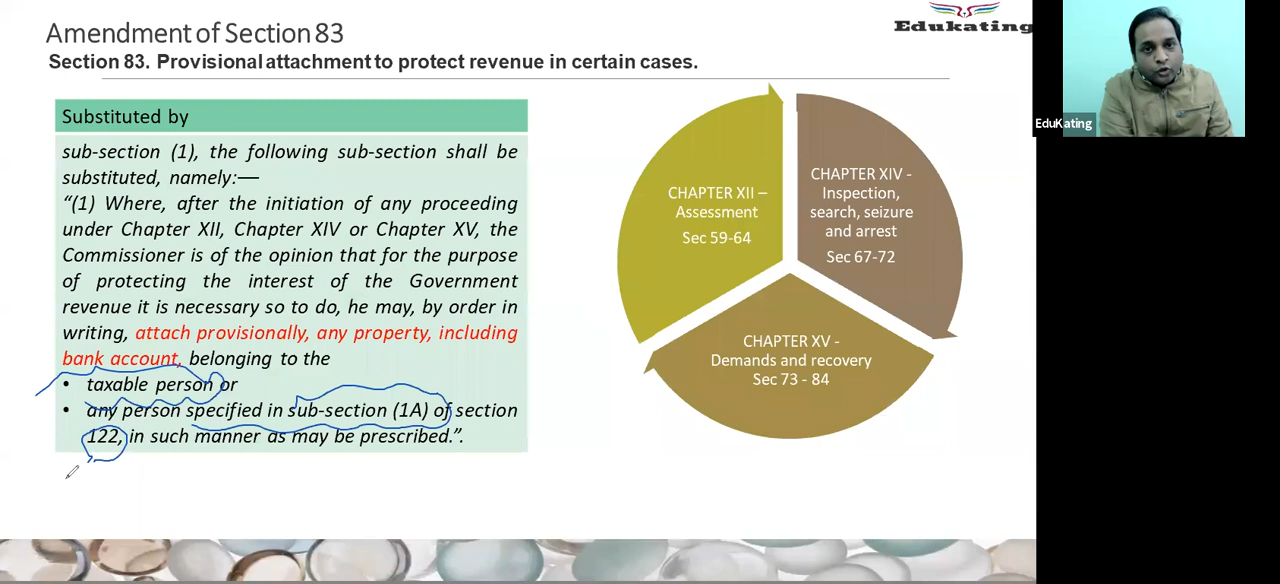 Amendment of Section 83
Section 83. Provisional attachment to protect revenue in certain cases.
Edukating
EduKating
Substituted by
sub-section (1), the following sub-section shall be
substituted, namely:—
“(1) Where, after the initiation of any proceeding
under Chapter XII, Chapter XIV or Chapter XV, the
Commissioner is of the opinion that for the purpose
of protecting the interest of the Government
revenue it is necessary so to do, he may, by order in
writing, attach provisionally, any property, including
bank account, belonging to the
• taxable person or
• any person specified in sub-section (1A) of section
122, in such manner as may be prescribed.”.
CHAPTER XII –
Assessment
Sec 59-64
CHAPTER XIV -
Inspection,
search, seizure
and arrest
Sec 67-72
CHAPTER XV -
Demands and recovery
Sec 73 - 84